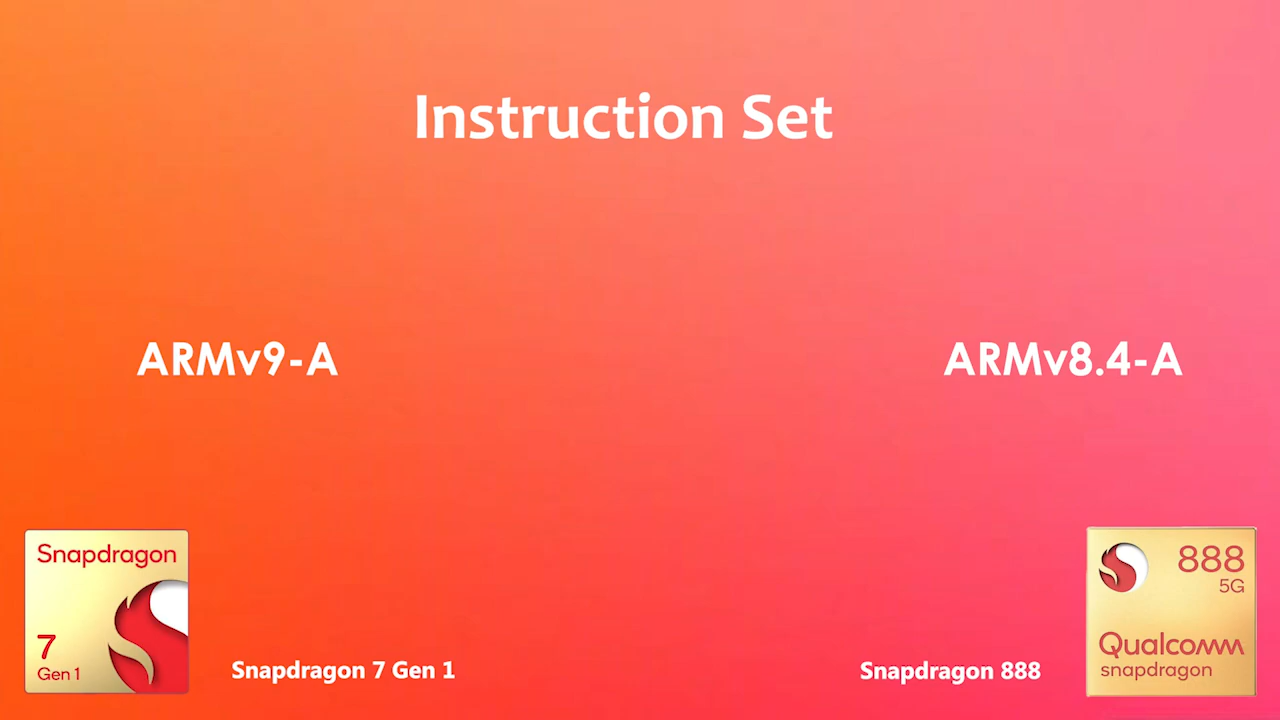 Instruction Set
ARMv9-A
ARMv8.4-A
Snapdragon
7
Gen 1
Snapdragon 7 Gen 1
Snapdragon 888
888
5G
Qualcomm
snapdragon